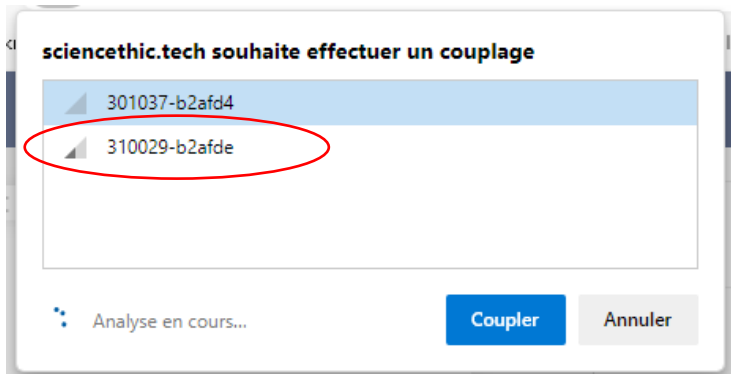 sciencethic.tech souhaite effectuer un couplage
301037-b2afd4
310029-b2afde
Analyse en cours...
Coupler
Annuler